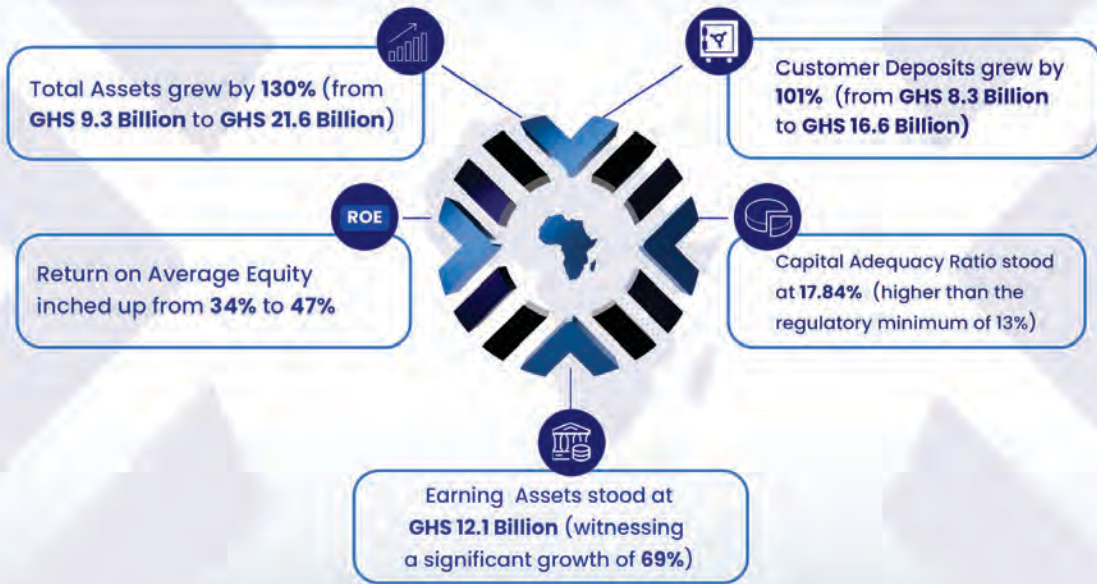 Total Assets grew by 130% (from
GHS 9.3 Billion to GHS 21.6 Billion)
Customer Deposits grew by
101% (from GHS 8.3 Billion
to GHS 16.6 Billion)
ROE
Return on Average Equity
inched up from 34% to 47%
Capital Adequacy Ratio stood
at 17.84% (higher than the
regulatory minimum of 13%)
Earning Assets stood at
GHS 12.1 Billion (witnessing
a significant growth of 69%)